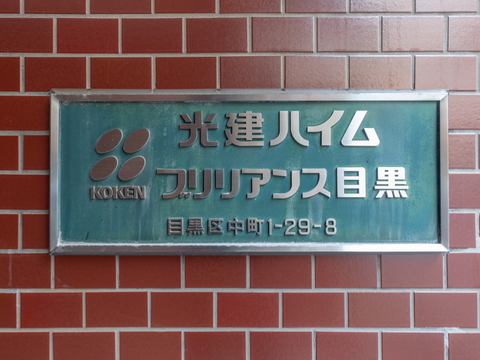 光建ハイム
KOKEN
ブリリアンス目黒
目黒区中町1-29-8